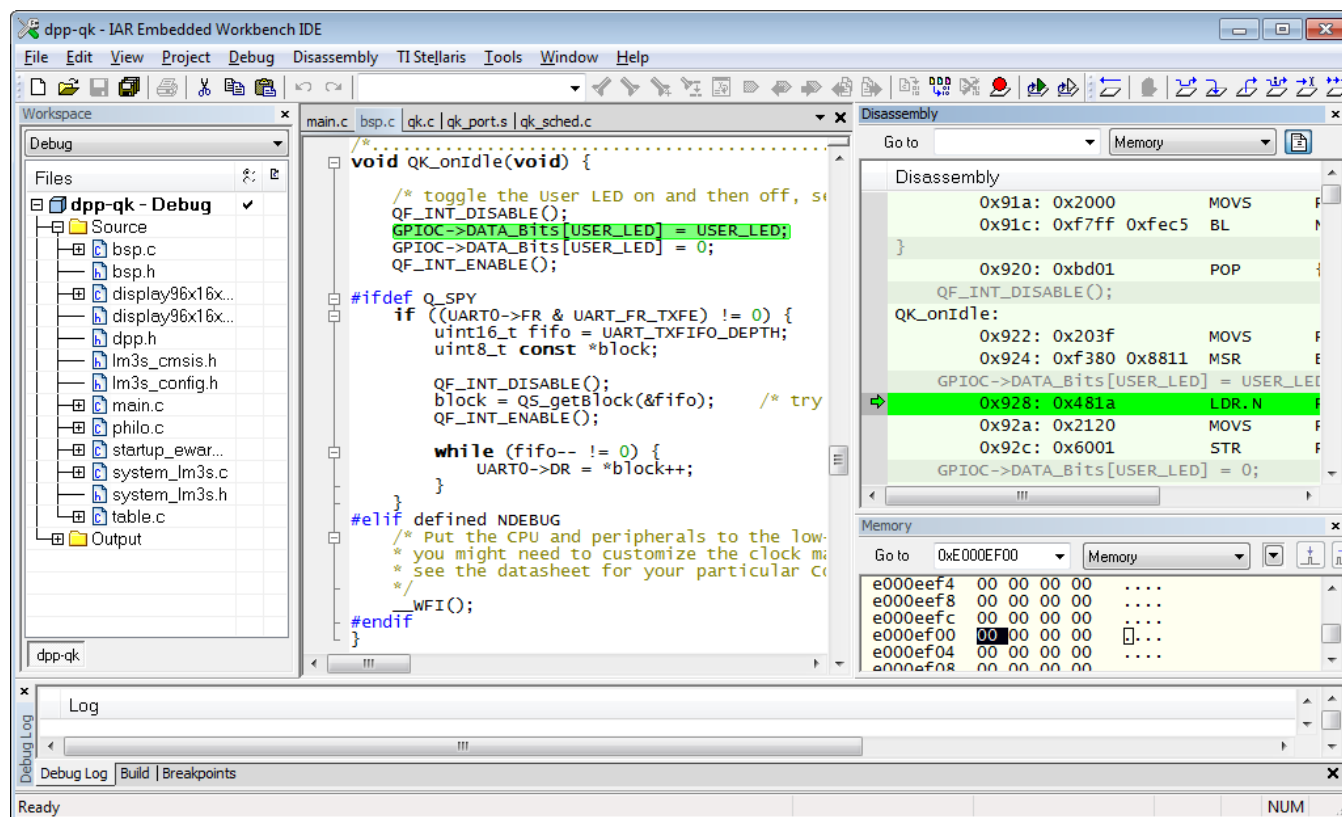 dpp-qk - IAR Embedded Workbench IDE
File Edit View Project Debug Disassembly TI Stellaris Tools Window Help
Workspace
Debug
Files
dpp-qk - Debug
Source
bsp.c
bsp.h
display96x16x...
display96x16x...
dpp.h
lm3s_cmsis.h
lm3s_config.h
main.c
philo.c
startup_ewar...
system_lm3s.c
system_lm3s.h
table.c
Output
dpp-qk
main.c bsp.c qk.c qk_port.s qk_sched.c
/*..............................................
void QK_onIdle(void) {
/* toggle the User LED on and then off, se
QF_INT_DISABLE();
GPIOC->DATA_Bits[USER_LED] = USER_LED;
GPIOC->DATA_Bits[USER_LED] = 0;
QF_INT_ENABLE();
#ifdef Q_SPY
if ((UART0->FR & UART_FR_TXFE) != 0) {
uint16_t fifo = UART_TXFIFO_DEPTH;
uint8_t const *block;
QF_INT_DISABLE();
block = QS_getBlock(&fifo); /* try
QF_INT_ENABLE();
while (fifo-- != 0) {
UART0->DR = *block++;
}
}
#elif defined NDEBUG
/* Put the CPU and peripherals to the low-
* you might need to customize the clock ma
* see the datasheet for your particular Co
*/
__WFI();
#endif
}
Disassembly
Go to Memory
Disassembly
0x91a: 0x2000 MOVS
0x91c: 0xf7ff 0xfec5 BL
}
0x920: 0xbd01 POP {
QF_INT_DISABLE();
QK_onIdle:
0x922: 0x203f MOVS
0x924: 0xf380 0x8811 MSR
GPIOC->DATA_Bits[USER_LED] = USER_LED
0x928: 0x481a LDR.N
0x92a: 0x2120 MOVS
0x92c: 0x6001 STR
GPIOC->DATA_Bits[USER_LED] = 0;
Memory
Go to 0xE000EF00 Memory
e000eef4 00 00 00 00 ....
e000eef8 00 00 00 00 ....
e000eefc 00 00 00 00 ....
e000ef00 00 00 00 00 ....
e000ef04 00 00 00 00 ....
e000ef08 00 00 00 00 ....
Log
Debug Log
Debug Log Build Breakpoints
Ready NUM